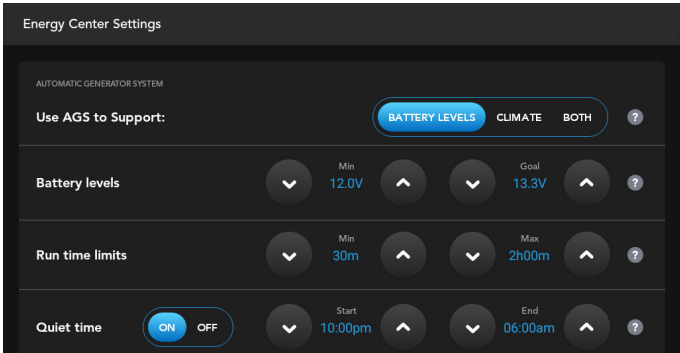 Energy Center Settings
AUTOMATIC GENERATOR SYSTEM
Use AGS to Support: BATTERY LEVELS CLIMATE BOTH ?
Min Goal
Battery levels 12.0V 13.3V ?
Min Max
Run time limits 30m 2h00m ?
Start End
Quiet time ON OFF 10:00pm 06:00am ?